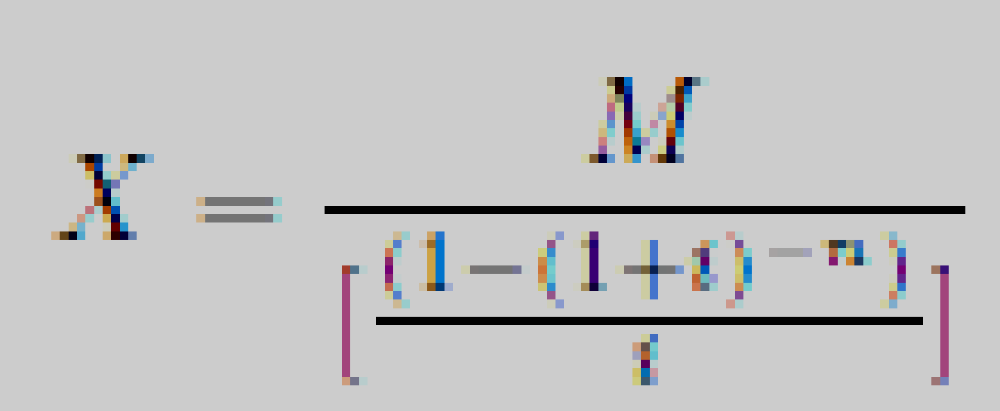 X = M / [(1 − (1 + i)^−n) / i]